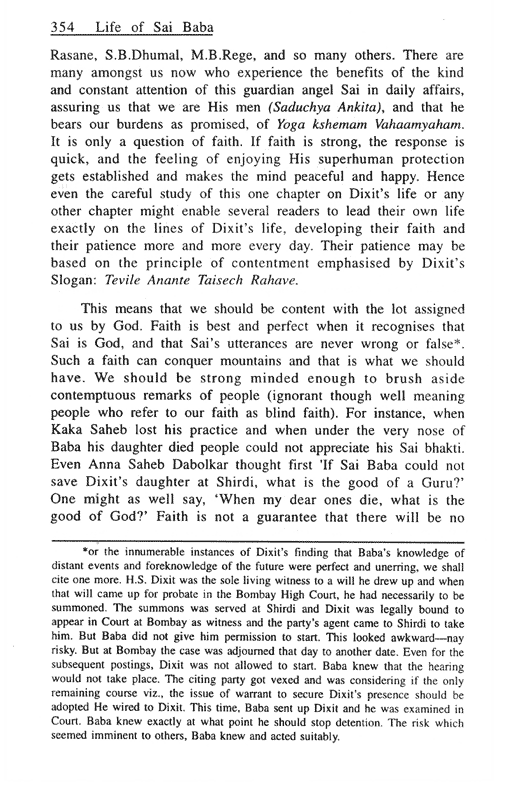 354 Life of Sai Baba
Rasane, S.B.Dhumal, M.B.Rege, and so many others. There are
many amongst us now who experience the benefits of the kind
and constant attention of this guardian angel Sai in daily affairs,
assuring us that we are His men (Saduchya Ankita), and that he
bears our burdens as promised, of Yoga kshemam Vahaamyaham.
It is only a question of faith. If faith is strong, the response is
quick, and the feeling of enjoying His superhuman protection
gets established and makes the mind peaceful and happy. Hence
even the careful study of this one chapter on Dixit's life or any
other chapter might enable several readers to lead their own life
exactly on the lines of Dixit's life, developing their faith and
their patience more and more every day. Their patience may be
based on the principle of contentment emphasised by Dixit's
Slogan: Tevile Anante Taisech Rahave.
This means that we should be content with the lot assigned
to us by God. Faith is best and perfect when it recognises that
Sai is God, and that Sai's utterances are never wrong or false*.
Such a faith can conquer mountains and that is what we should
have. We should be strong minded enough to brush aside
contemptuous remarks of people (ignorant though well meaning
people who refer to our faith as blind faith). For instance, when
Kaka Saheb lost his practice and when under the very nose of
Baba his daughter died people could not appreciate his Sai bhakti.
Even Anna Saheb Dabolkar thought first 'If Sai Baba could not
save Dixit's daughter at Shirdi, what is the good of a Guru?'
One might as well say, 'When my dear ones die, what is the
good of God?' Faith is not a guarantee that there will be no
*or the innumerable instances of Dixit's finding that Baba's knowledge of
distant events and foreknowledge of the future were perfect and unerring, we shall
cite one more. H.S. Dixit was the sole living witness to a will he drew up and when
that will came up for probate in the Bombay High Court, he had necessarily to be
summoned. The summons was served at Shirdi and Dixit was legally bound to
appear in Court at Bombay as witness and the party's agent came to Shirdi to take
him. But Baba did not give him permission to start. This looked awkward—nay
risky. But at Bombay the case was adjourned that day to another date. Even for the
subsequent postings, Dixit was not allowed to start. Baba knew that the hearing
would not take place. The citing party got vexed and was considering if the only
remaining course viz., the issue of warrant to secure Dixit's presence should be
adopted He wired to Dixit. This time, Baba sent up Dixit and he was examined in
Court. Baba knew exactly at what point he should stop detention. The risk which
seemed imminent to others, Baba knew and acted suitably.